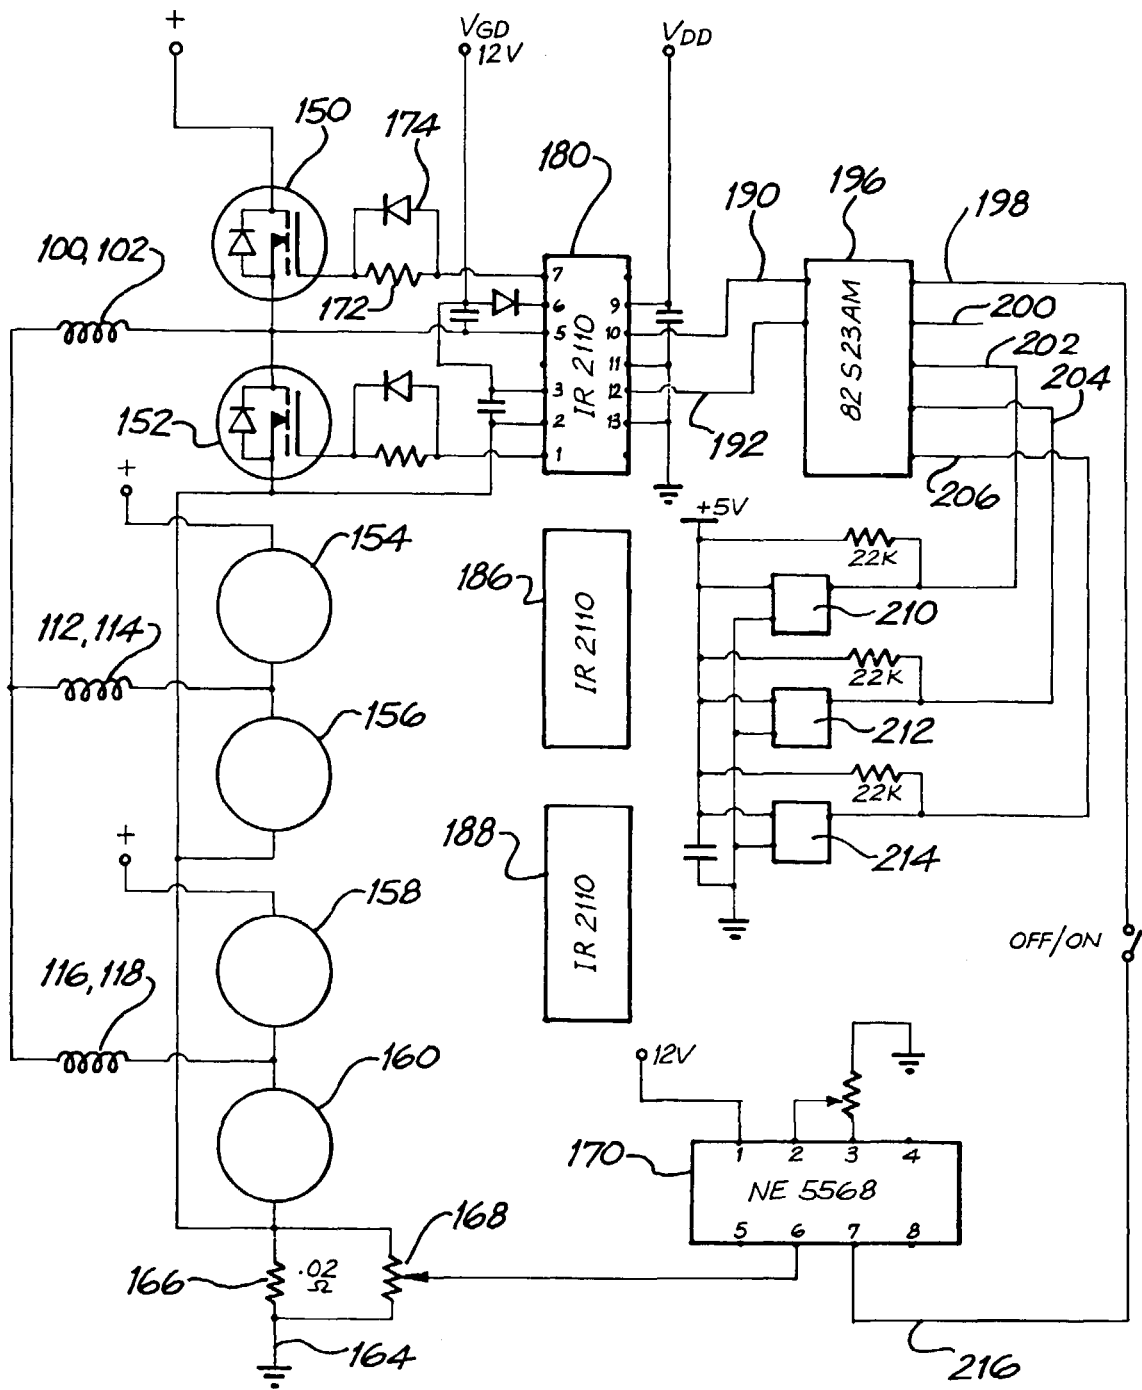 +
VGD
12V
VDD
150
174
180
190
196
198
100,102
172
7
6
5
3
2
1
9
10
11
12
13
IR 2110
82S23AM
200
202
204
152
192
206
+
+5V
154
22K
186
IR 2110
210
112,114
22K
156
212
22K
+
188
IR 2110
214
158
OFF/ON
116,118
160
12V
170
1 2 3 4
NE 5568
5 6 7 8
168
166
.02
Ω
164
216